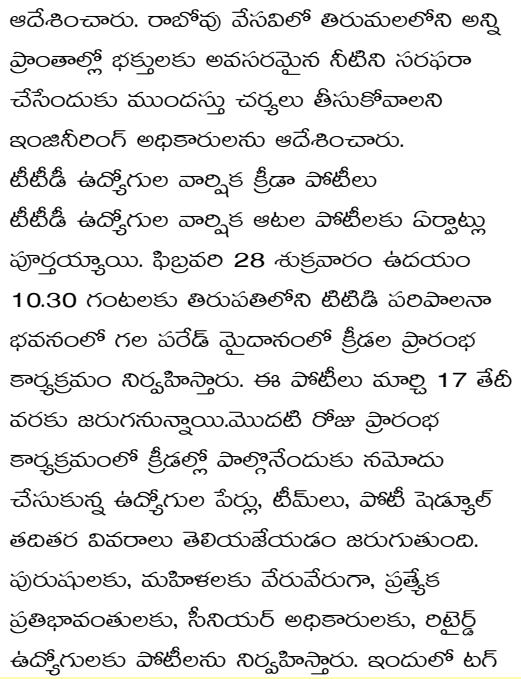 ఆదేశించారు. రాబోవు వేసవిలో తిరుమలలోని అన్ని
ప్రాంతాల్లో భక్తులకు అవసరమైన నీటిని సరఫరా
చేసేందుకు ముందస్తు చర్యలు తీసుకోవాలని
ఇంజినీరింగ్ అధికారులను ఆదేశించారు.
టీటీడీ ఉద్యోగుల వార్షిక క్రీడా పోటీలు
టీటీడీ ఉద్యోగుల వార్షిక ఆటల పోటీలకు ఏర్పాట్లు
పూర్తయ్యాయి. ఫిబ్రవరి 28 శుక్రవారం ఉదయం
10.30 గంటలకు తిరుపతిలోని టిటిడి పరిపాలనా
భవనంలో గల పరేడ్ మైదానంలో క్రీడల ప్రారంభ
కార్యక్రమం నిర్వహిస్తారు. ఈ పోటీలు మార్చి 17 తేదీ
వరకు జరుగనున్నాయి.మొదటి రోజు ప్రారంభ
కార్యక్రమంలో క్రీడల్లో పాల్గొనేందుకు నమోదు
చేసుకున్న ఉద్యోగుల పేర్లు, టీమ్‌లు, పోటీ షెడ్యూల్
తదితర వివరాలు తెలియజేయడం జరుగుతుంది.
పురుషులకు, మహిళలకు వేరువేరుగా, ప్రత్యేక
ప్రతిభావంతులకు, సీనియర్ అధికారులకు, రిటైర్డ్
ఉద్యోగులకు పోటీలను నిర్వహిస్తారు. ఇందులో టగ్